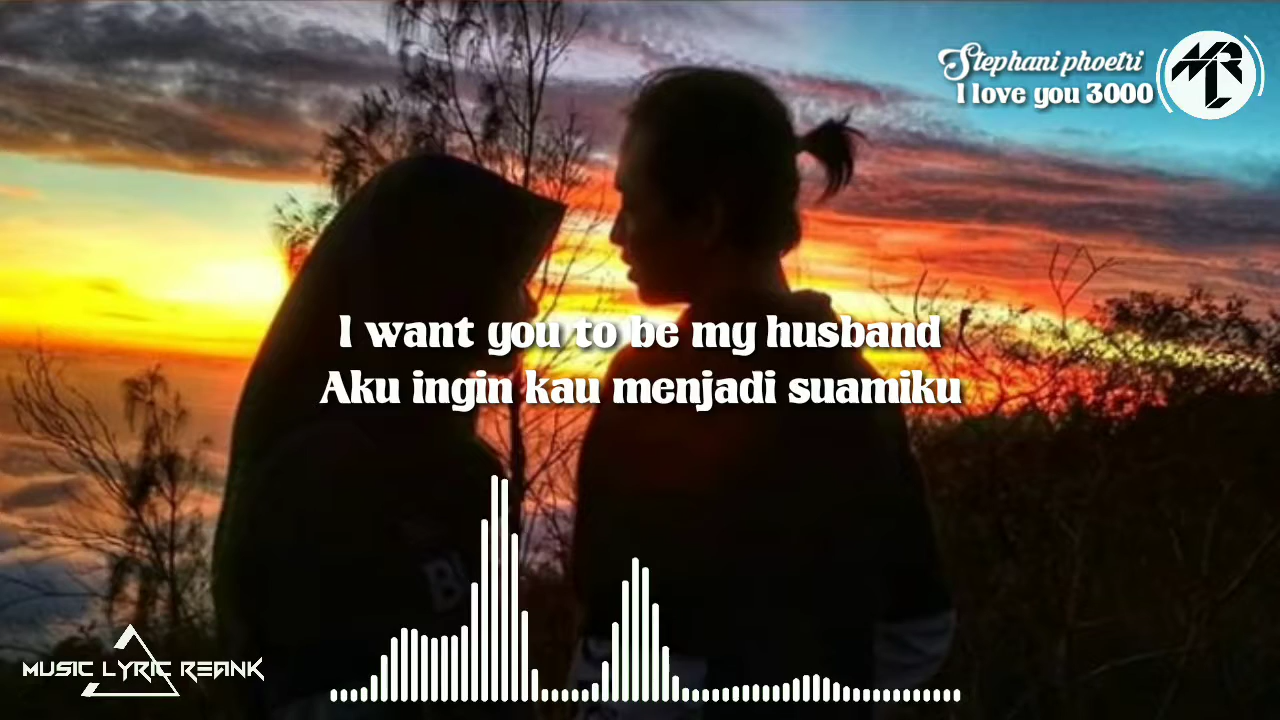 Stephani phoetri
I love you 3000
MRL
I want you to be my husband
Aku ingin kau menjadi suamiku
MUSIC LYRIC REANK